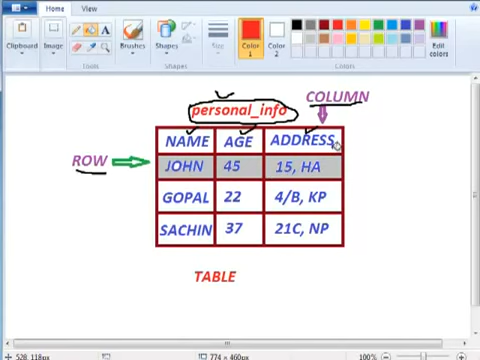 Home View
Clipboard Image Brushes Shapes Size Color 1 Color 2 Edit colors
Tools Shapes Colors
COLUMN
personal_info
NAME AGE ADDRESS
ROW
JOHN 45 15, HA
GOPAL 22 4/B, KP
SACHIN 37 21C, NP
TABLE
528, 118px 774 × 460px 100%